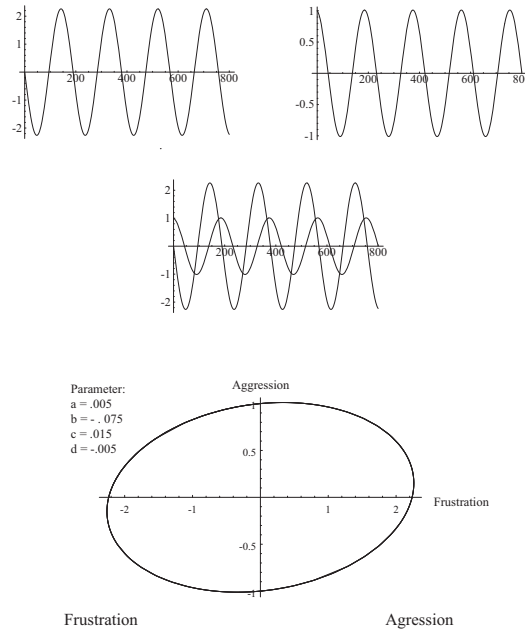 2
1
-1
-2
200 400 600 800
1
0.5
-0.5
-1
200 400 600 800
2
1
-1
-2
200 400 600 800
Parameter:
a = .005
b = - . 075
c = .015
d = -.005
Aggression
1
0.5
-0.5
-1
-2 -1 1 2
Frustration
Frustration Agression